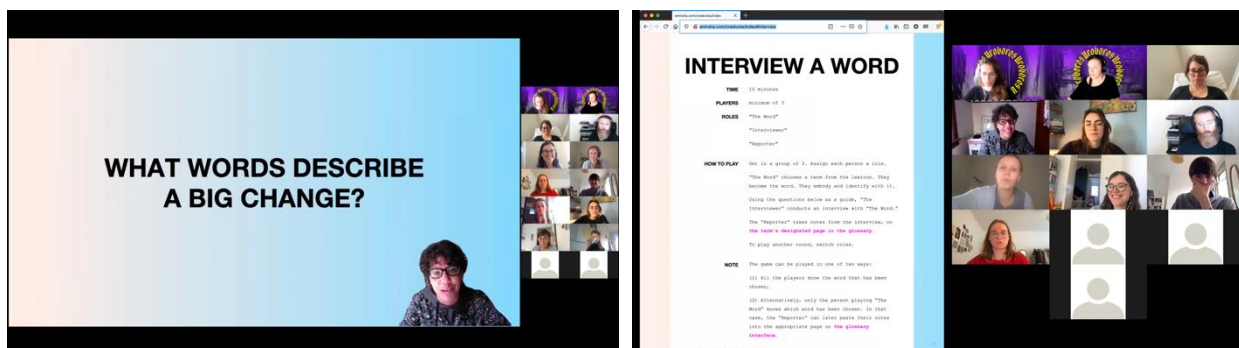 WHAT WORDS DESCRIBE
A BIG CHANGE?
INTERVIEW A WORD
TIME 10 minutes
PLAYERS minimum of 3
ROLES "The Word"
"Interviewer"
"Reporter"
HOW TO PLAY Get in a group of 3. Assign each person a role.
"The Word" chooses a term from the lexicon. They
become the word. They embody and identify with it.
Using the questions below as a guide, "The
Interviewer" conducts an interview with "The Word."
The "Reporter" takes notes from the interview, on
the term's designated page in the glossary.
To play another round, switch roles.
NOTE The game can be played in one of two ways:
(1) All the players know the word that has been
chosen,
(2) Alternatively, only the person playing "The
Word" knows which word has been chosen. In that
case, the "Reporter" can later paste their notes
into the appropriate page on the glossary
interface.
Uroboros
Uroboros